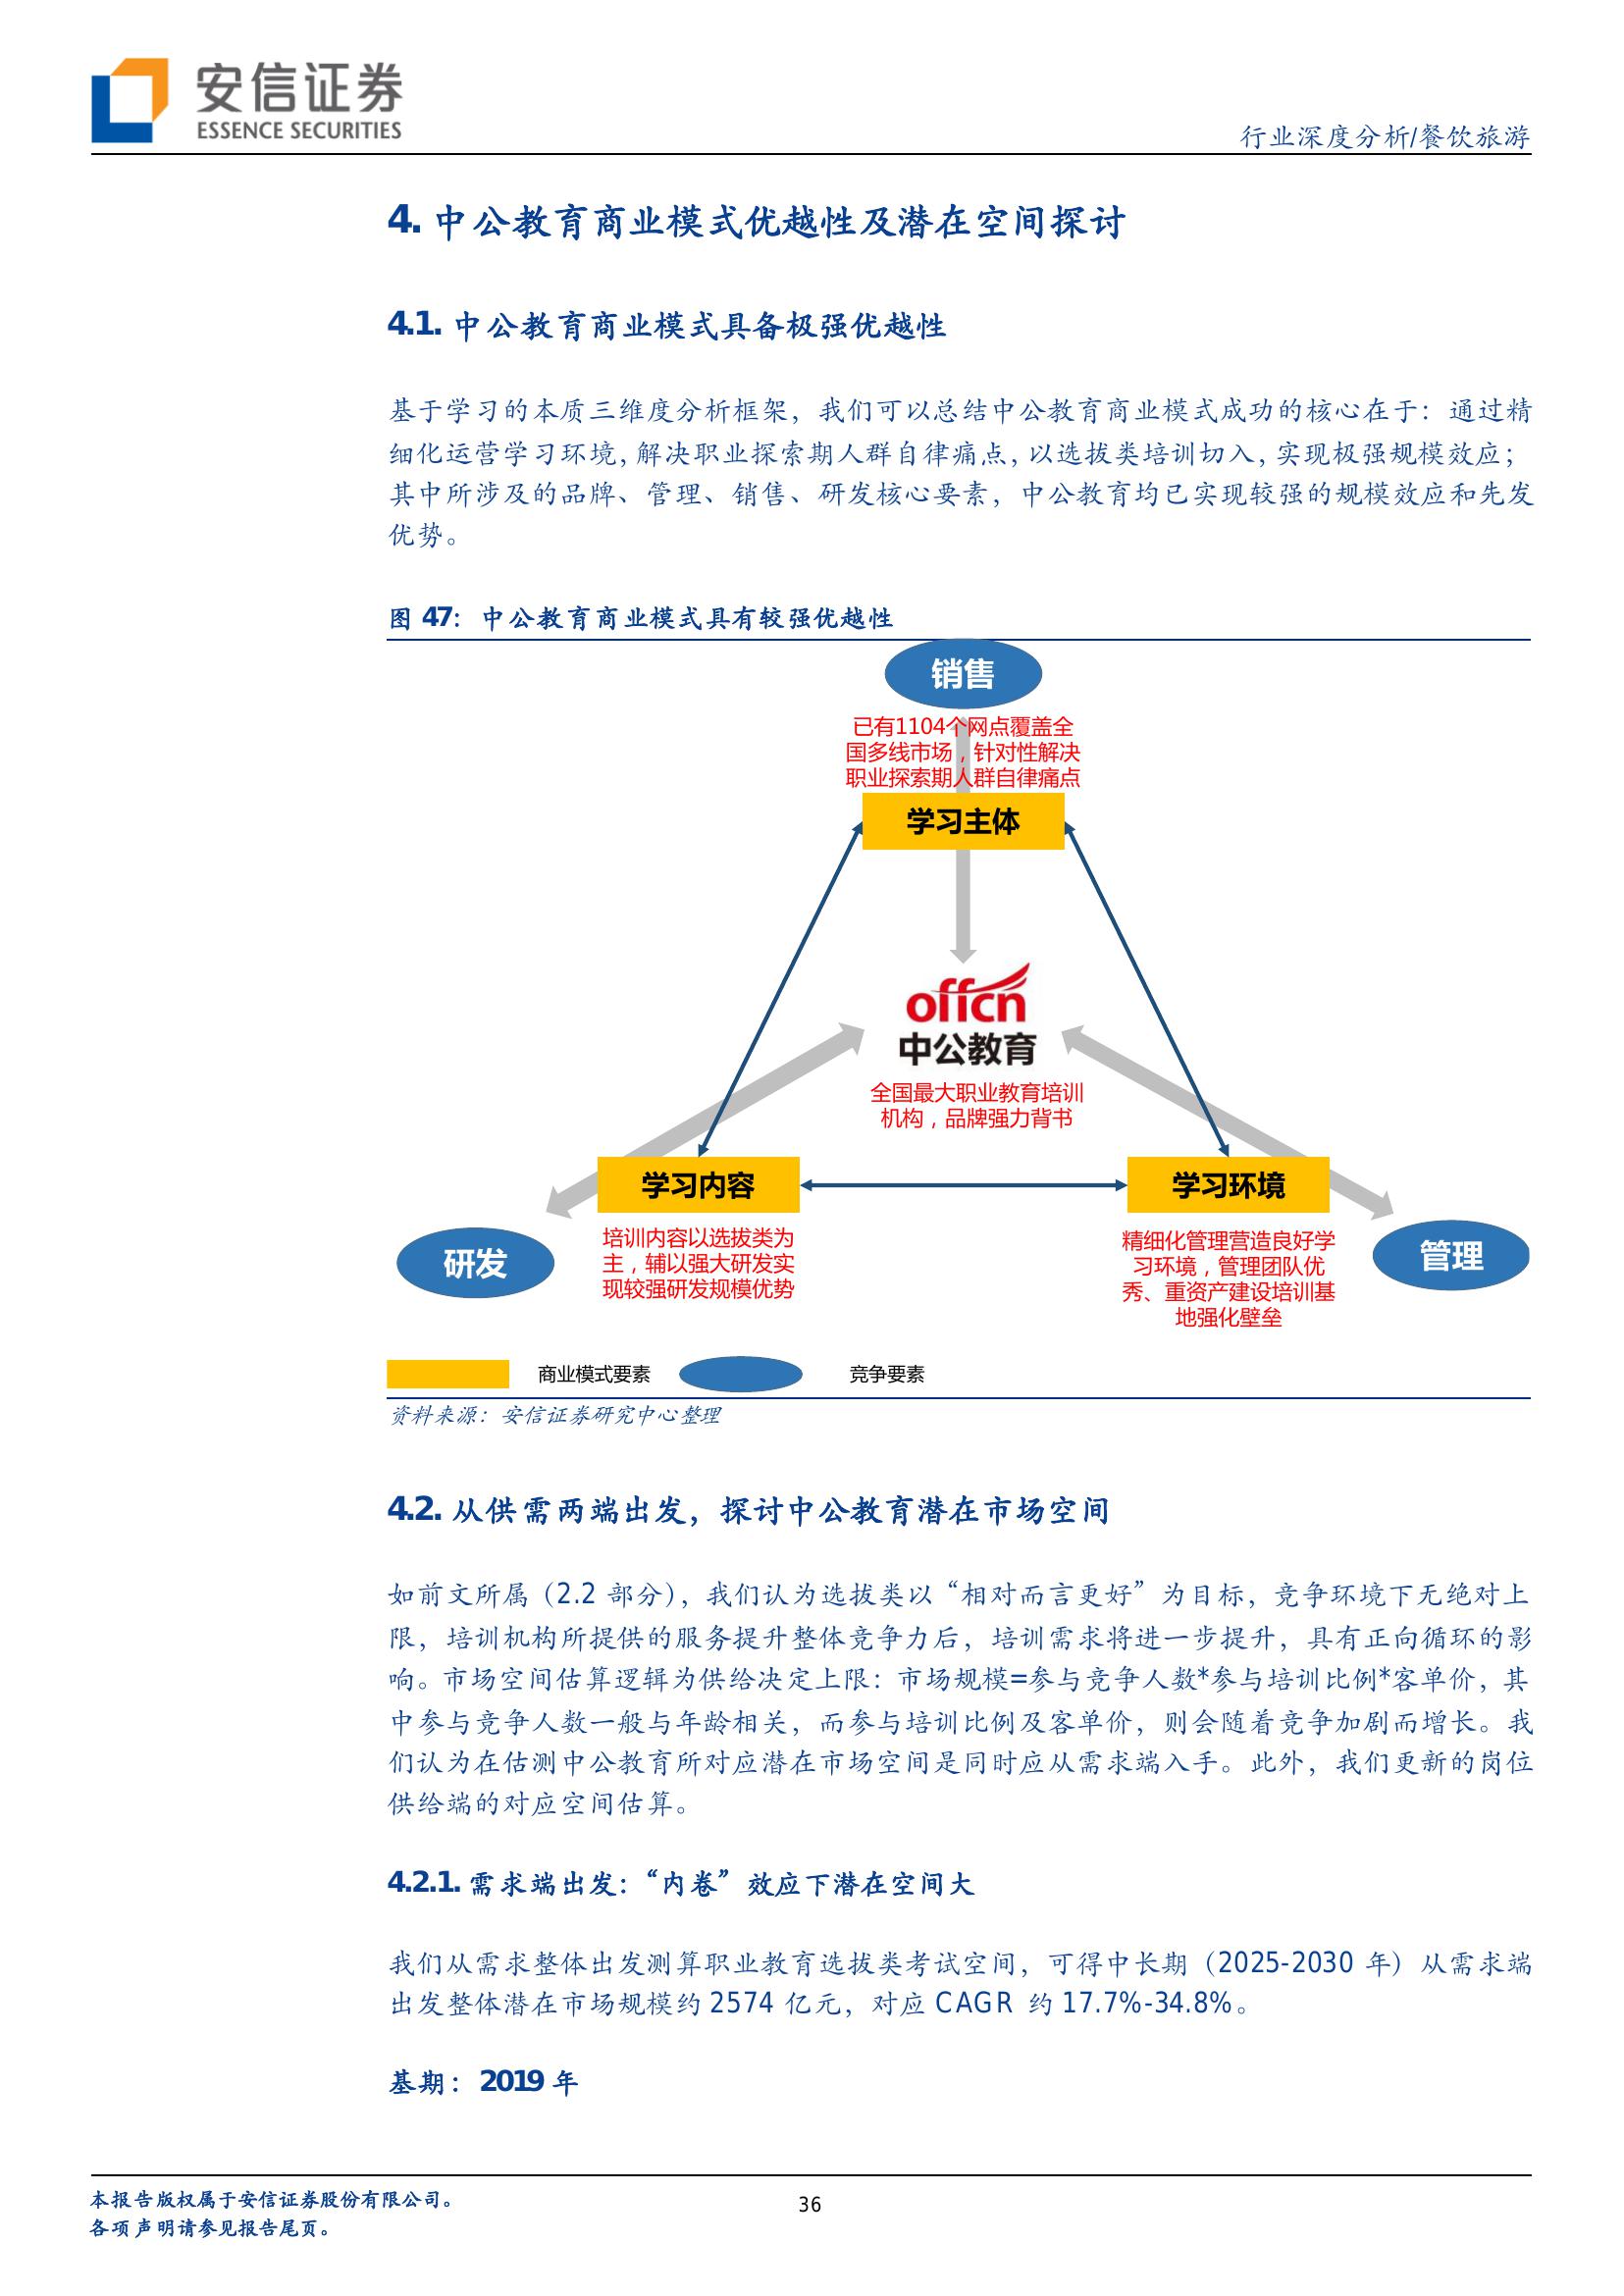 安信证券
ESSENCE SECURITIES
行业深度分析/餐饮旅游
4. 中公教育商业模式优越性及潜在空间探讨
4.1. 中公教育商业模式具备极强优越性
基于学习的本质三维度分析框架，我们可以总结中公教育商业模式成功的核心在于：通过精
细化运营学习环境，解决职业探索期人群自律痛点，以选拔类培训切入，实现极强规模效应；
其中所涉及的品牌、管理、销售、研发核心要素，中公教育均已实现较强的规模效应和先发
优势。
图 47：中公教育商业模式具有较强优越性
销售
已有1104个网点覆盖全
国多线市场，针对性解决
职业探索期人群自律痛点
学习主体
offcn
中公教育
全国最大职业教育培训
机构，品牌强力背书
学习内容
学习环境
研发
培训内容以选拔类为
主，辅以强大研发实
现较强研发规模优势
精细化管理营造良好学
习环境，管理团队优
秀、重资产建设培训基
地强化壁垒
管理
商业模式要素
竞争要素
资料来源：安信证券研究中心整理
4.2. 从供需两端出发，探讨中公教育潜在市场空间
如前文所属（2.2 部分），我们认为选拔类以“相对而言更好”为目标，竞争环境下无绝对上
限，培训机构所提供的服务提升整体竞争力后，培训需求将进一步提升，具有正向循环的影
响。市场空间估算逻辑为供给决定上限：市场规模=参与竞争人数*参与培训比例*客单价，其
中参与竞争人数一般与年龄相关，而参与培训比例及客单价，则会随着竞争加剧而增长。我
们认为在估测中公教育所对应潜在市场空间是同时应从需求端入手。此外，我们更新的岗位
供给端的对应空间估算。
4.2.1. 需求端出发：“内卷”效应下潜在空间大
我们从需求整体出发测算职业教育选拔类考试空间，可得中长期（2025-2030 年）从需求端
出发整体潜在市场规模约 2574 亿元，对应 CAGR 约 17.7%-34.8%。
基期：2019 年
本报告版权属于安信证券股份有限公司。
各项声明请参见报告尾页。
36